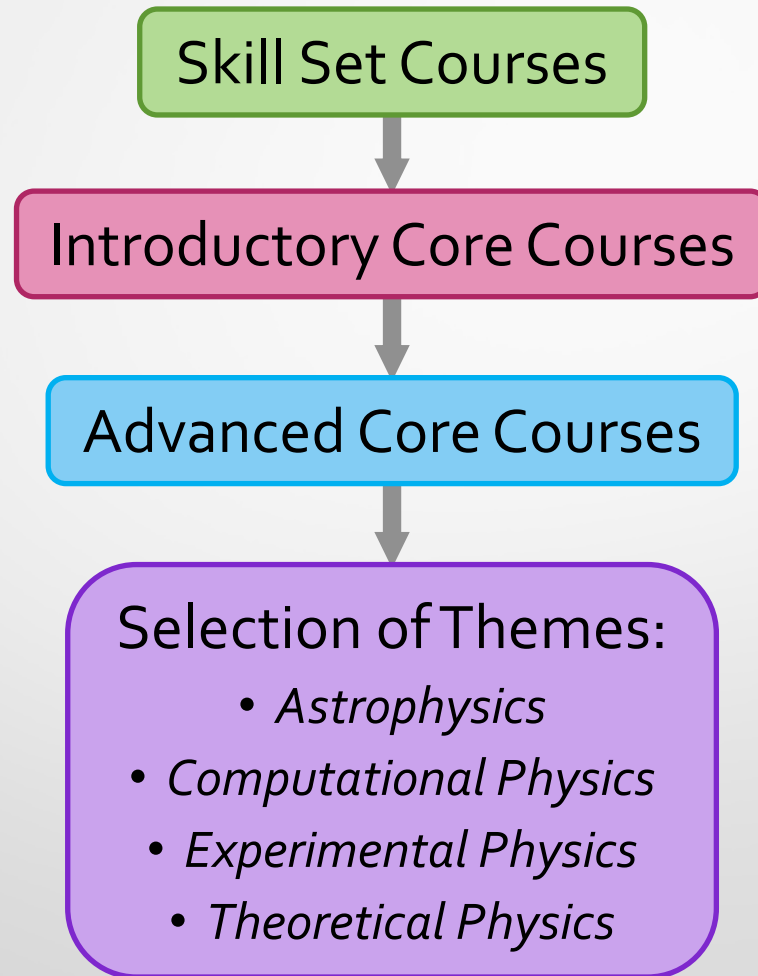 Skill Set Courses
Introductory Core Courses
Advanced Core Courses
Selection of Themes:
• Astrophysics
• Computational Physics
• Experimental Physics
• Theoretical Physics